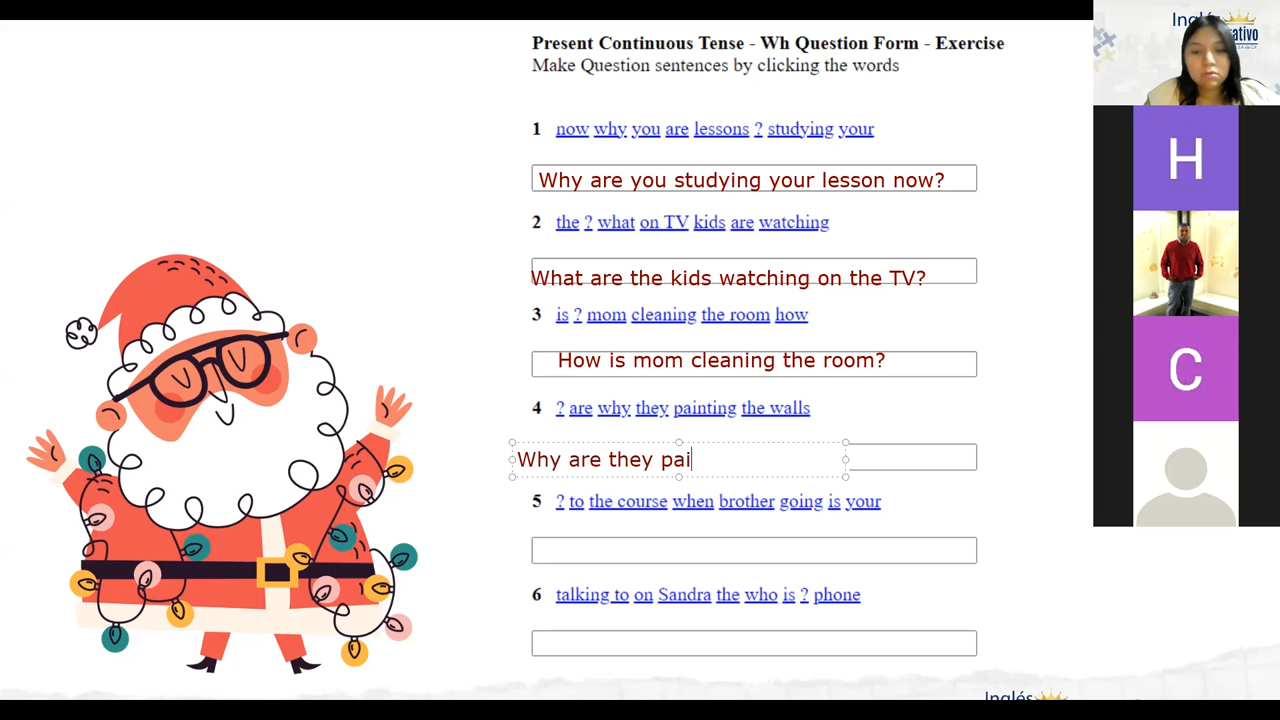 Present Continuous Tense - Wh Question Form - Exercise
Make Question sentences by clicking the words
1 now why you are lessons ? studying your
Why are you studying your lesson now?
2 the ? what on TV kids are watching
What are the kids watching on the TV?
3 is ? mom cleaning the room how
How is mom cleaning the room?
4 ? are why they painting the walls
Why are they pai
5 ? to the course when brother going is your
6 talking to on Sandra the who is ? phone
Inglés
H
C
Inglés